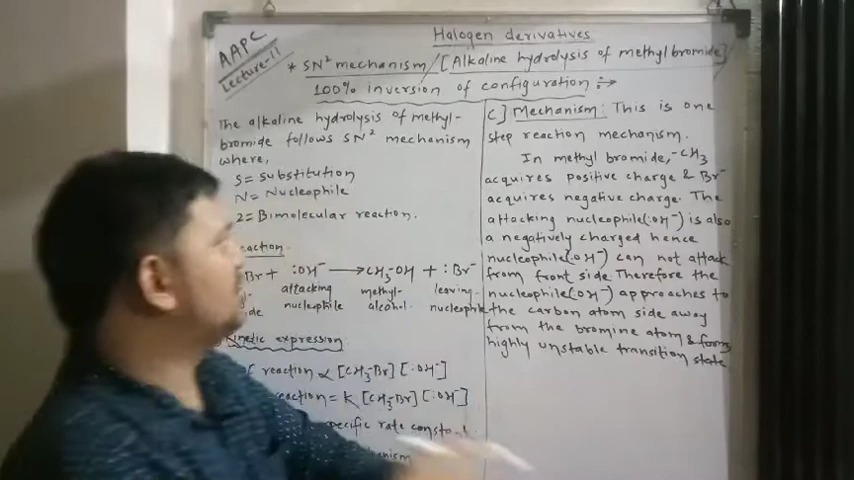 Halogen derivatives
AAPC
Lecture-11
* SN² mechanism / [Alkaline hydrolysis of methyl bromide]
100% inversion of configuration
The alkaline hydrolysis of methyl-
bromide follows SN² mechanism
where,
S = substitution
N = Nucleophile
2 = Bimolecular reaction.
action.
Br + :OH⁻ → CH₃-OH + :Br⁻
attacking methyl- leaving
nucleophile alcohol. nucleophile
Kinetic expression
reaction ∝ [CH₃Br] [:OH⁻]
reaction = K [CH₃Br] [:OH⁻]
specific rate constant.
C] Mechanism: This is one
step reaction mechanism.
In methyl bromide, -CH₃
acquires positive charge & Br⁻
acquires negative charge. The
attacking nucleophile(:OH⁻) is also
a negatively charged hence
nucleophile(:OH⁻) can not attack
from front side. Therefore the
nucleophile(:OH⁻) approaches to
the carbon atom side away
from the bromine atom & forms
highly unstable transition state